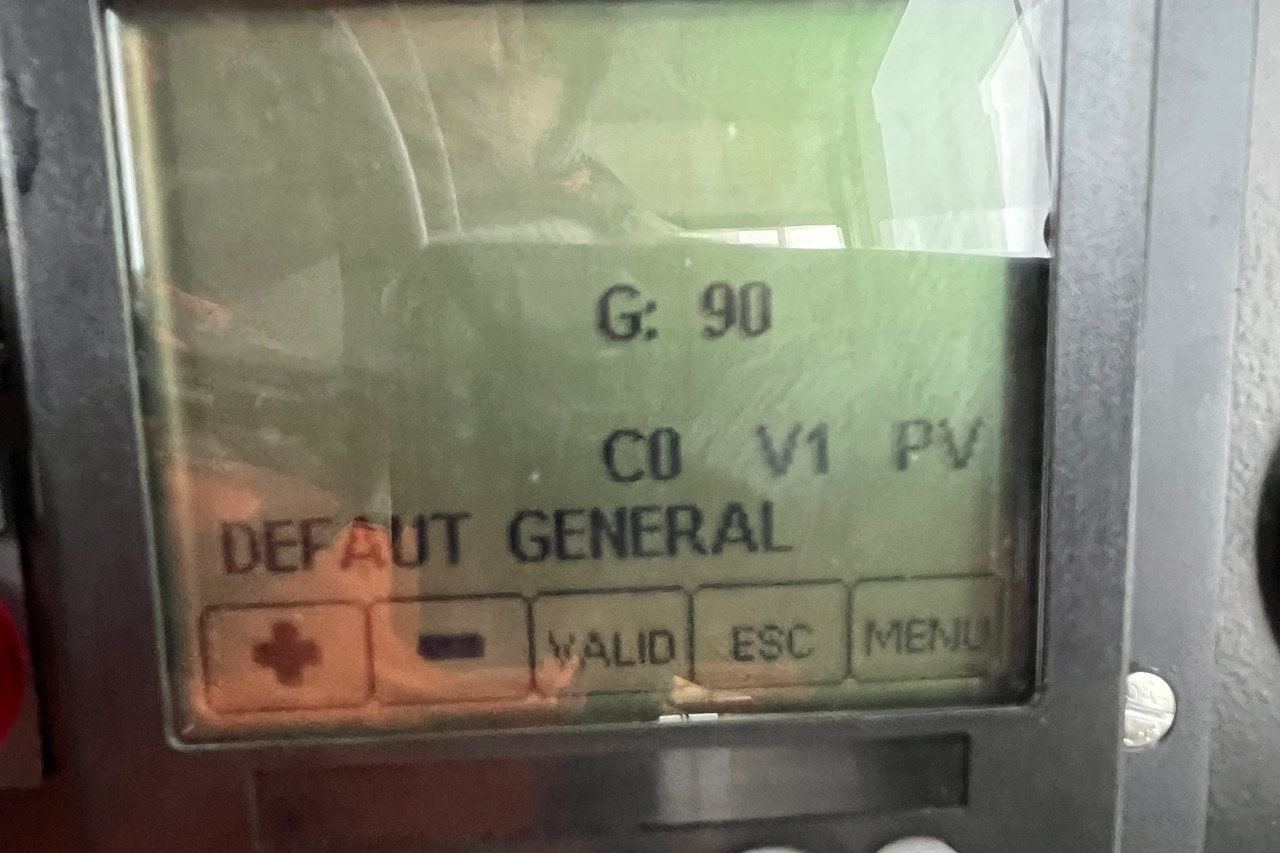 G: 90
C0 V1 PV
DEFAUT GENERAL
VALID ESC MENU